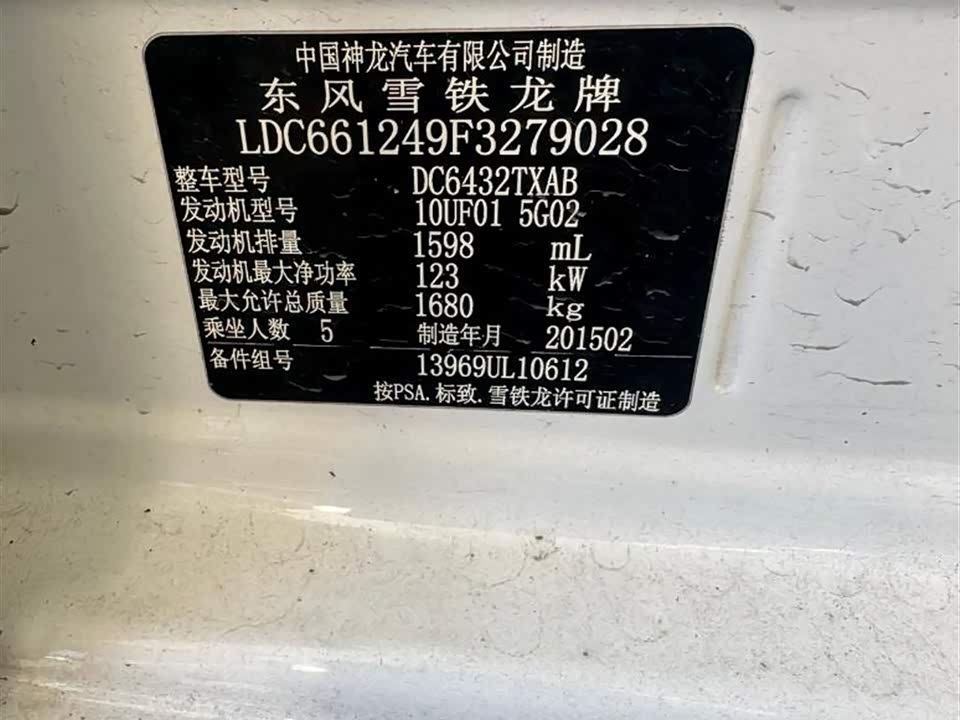 中国神龙汽车有限公司制造
东风雪铁龙牌
LDC661249F3279028
整车型号 DC6432TXAB
发动机型号 10UF01 5G02
发动机排量 1598 mL
发动机最大净功率 123 kW
最大允许总质量 1680 kg
乘坐人数 5 制造年月 201502
备件组号 13969UL10612
按PSA.标致.雪铁龙许可证制造